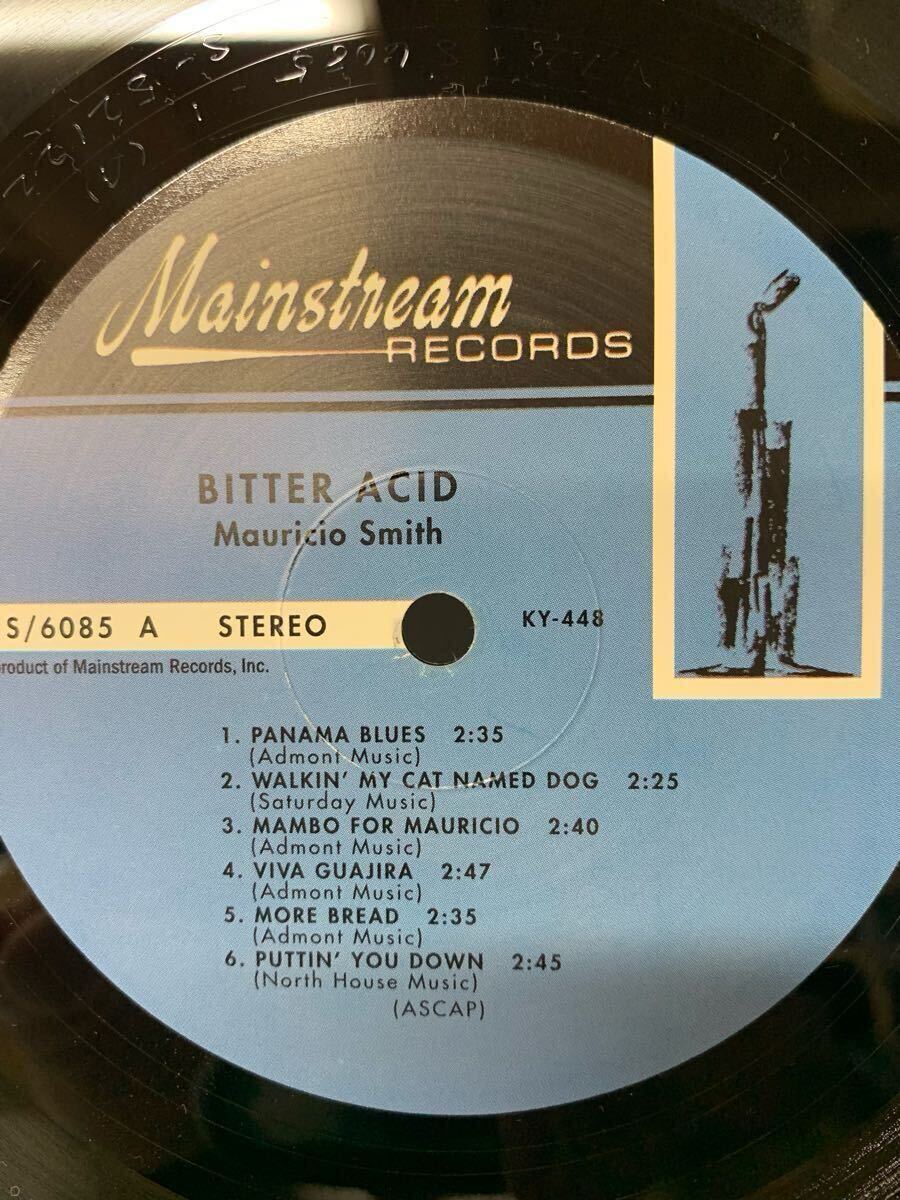 Mainstream
RECORDS
BITTER ACID
Mauricio Smith
S/6085 A STEREO
KY-448
product of Mainstream Records, Inc.
1. PANAMA BLUES 2:35
(Admont Music)
2. WALKIN' MY CAT NAMED DOG 2:25
(Saturday Music)
3. MAMBO FOR MAURICIO 2:40
(Admont Music)
4. VIVA GUAJIRA 2:47
(Admont Music)
5. MORE BREAD 2:35
(Admont Music)
6. PUTTIN' YOU DOWN 2:45
(North House Music)
(ASCAP)